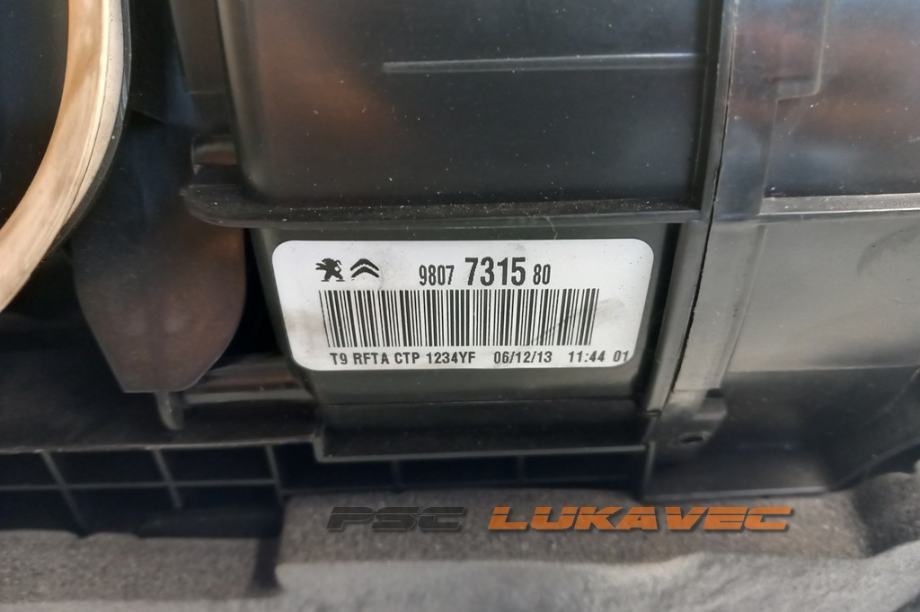 9807 7315 80
T9 RFTA CTP 1234YF 06/12/13 11:44 01
PSC LUKAVEC